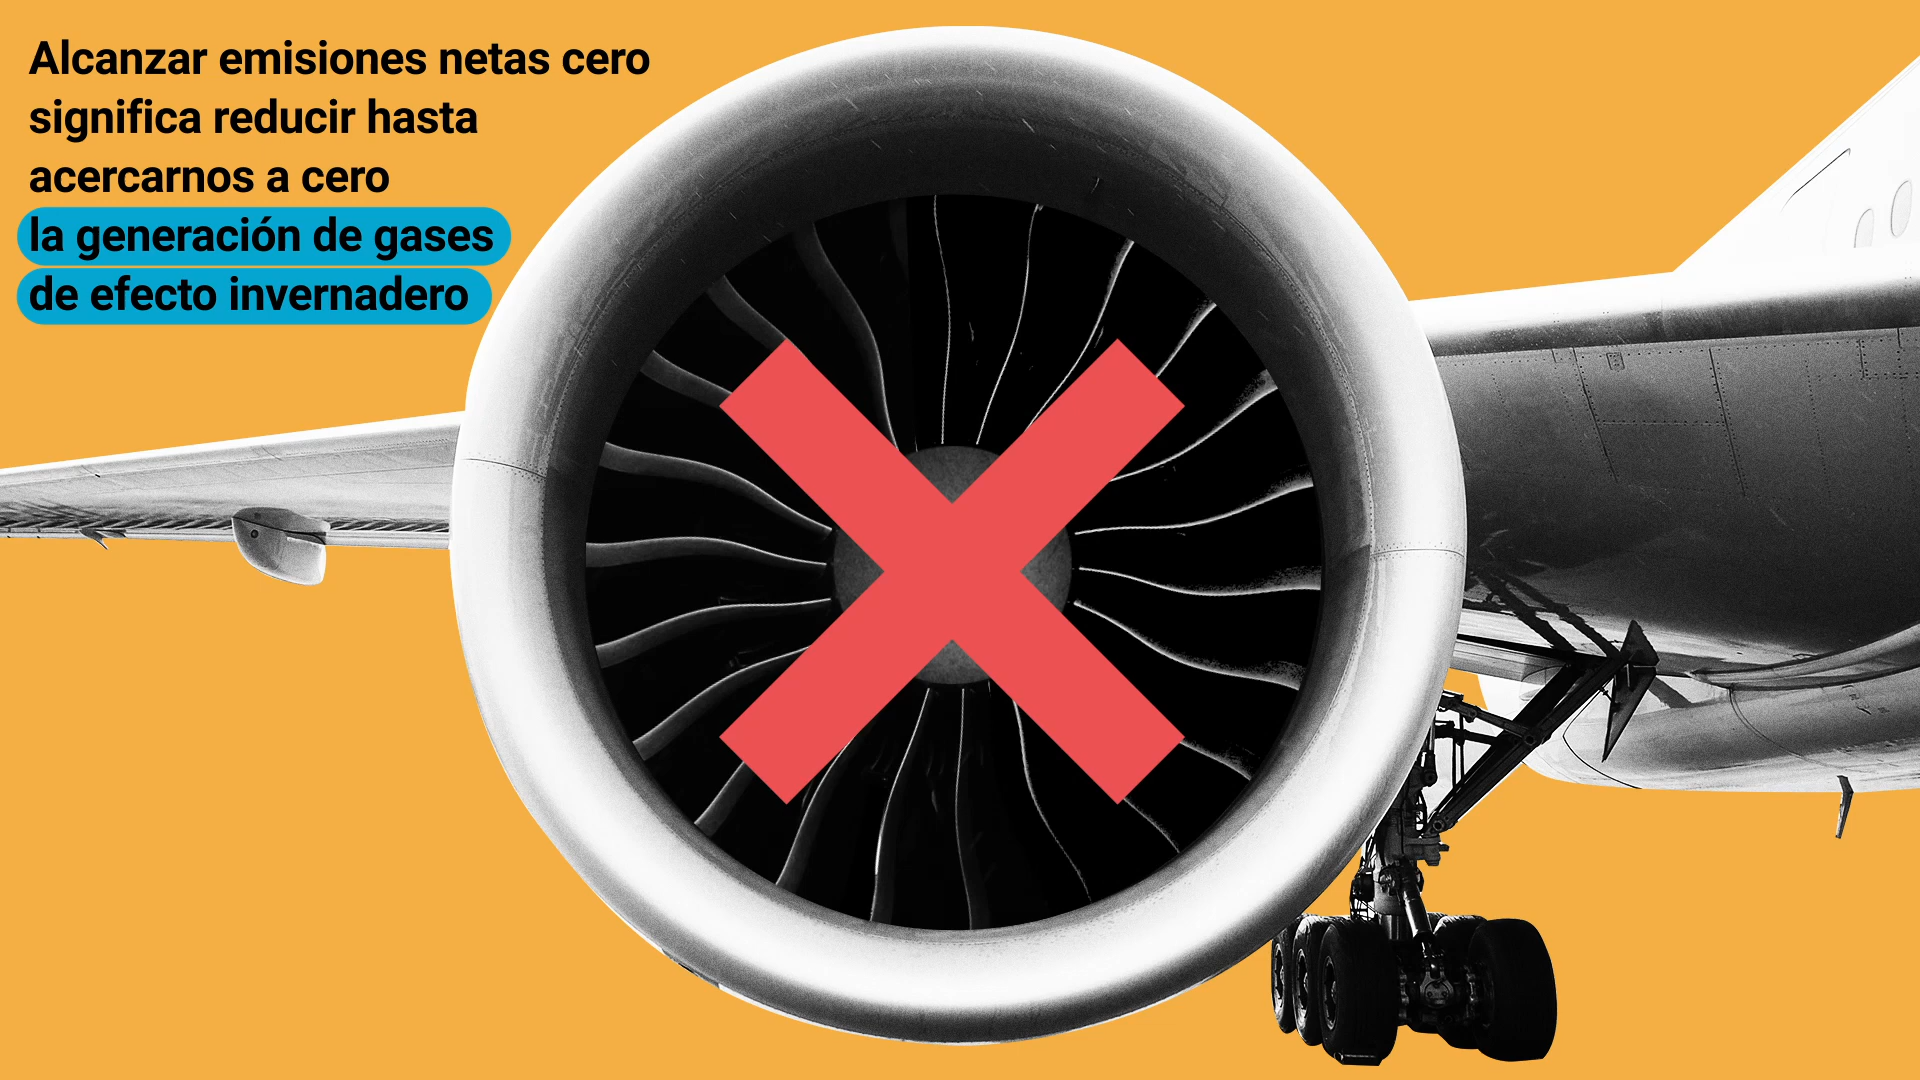 Alcanzar emisiones netas cero
significa reducir hasta
acercarnos a cero
la generación de gases
de efecto invernadero